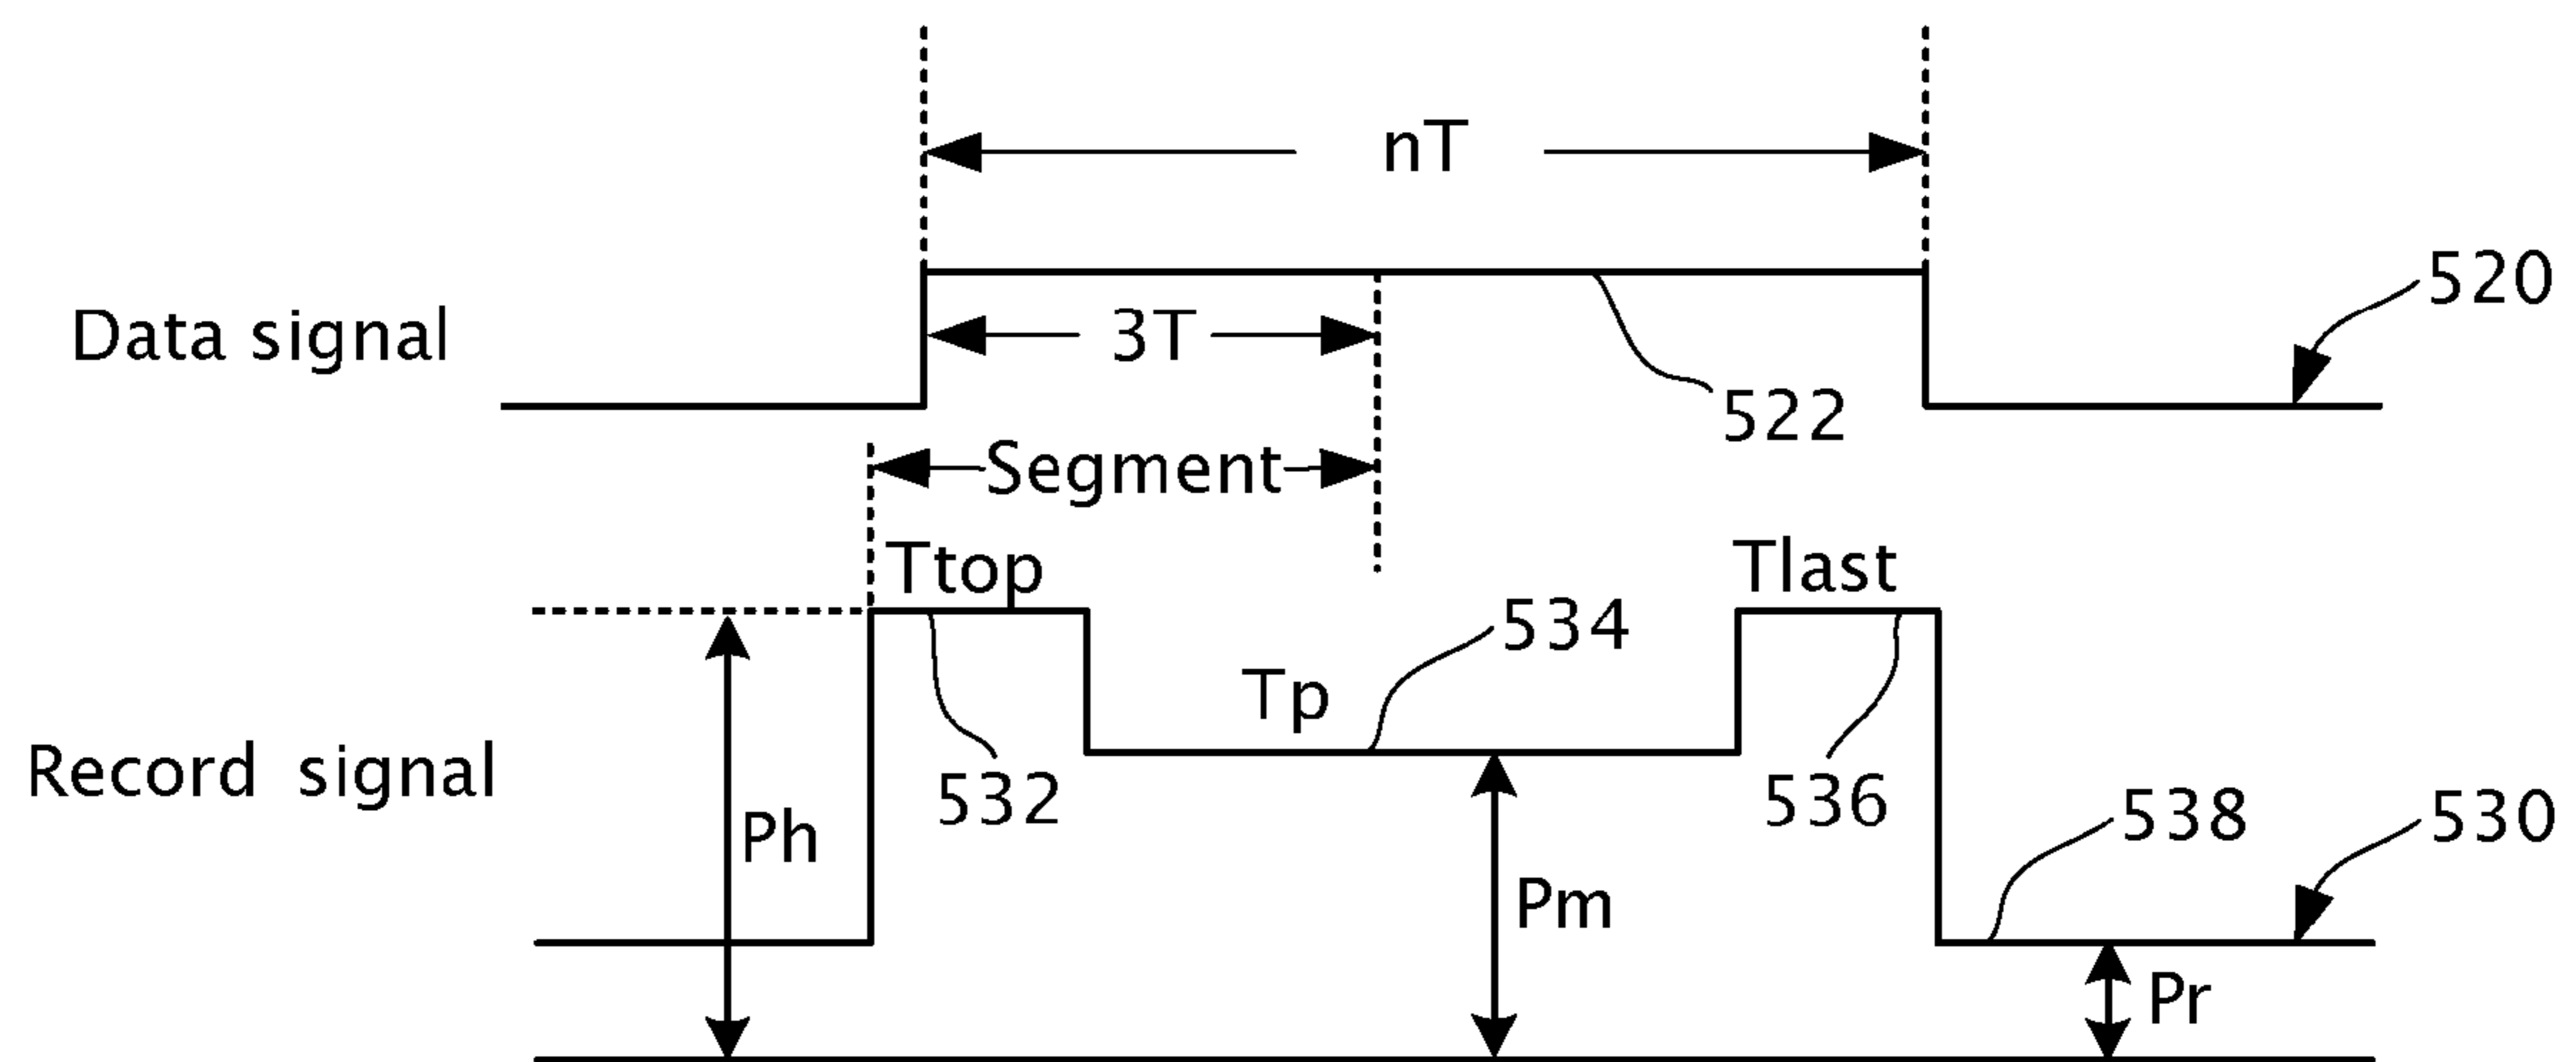 nT
520
Data signal
3T
522
Segment
Ttop
Tlast
534
Tp
Record signal
532
536
538
530
Ph
Pm
Pr